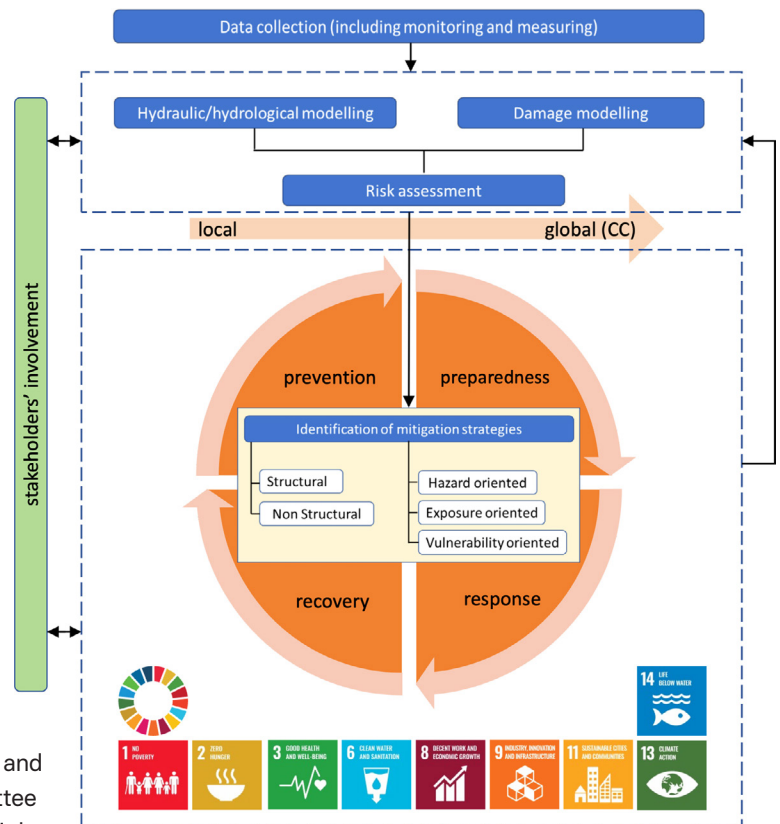 Data collection (including monitoring and measuring)
Hydraulic/hydrological modelling
Damage modelling
Risk assessment
local
global (CC)
stakeholders' involvement
prevention
preparedness
Identification of mitigation strategies
Structural
Non Structural
Hazard oriented
Exposure oriented
Vulnerability oriented
recovery
response
14 LIFE
BELOW WATER
1 NO
POVERTY
2 ZERO
HUNGER
3 GOOD HEALTH
AND WELL-BEING
6 CLEAN WATER
AND SANITATION
8 DECENT WORK AND
ECONOMIC GROWTH
9 INDUSTRY, INNOVATION
AND INFRASTRUCTURE
11 SUSTAINABLE CITIES
AND COMMUNITIES
13 CLIMATE
ACTION
and
ttee